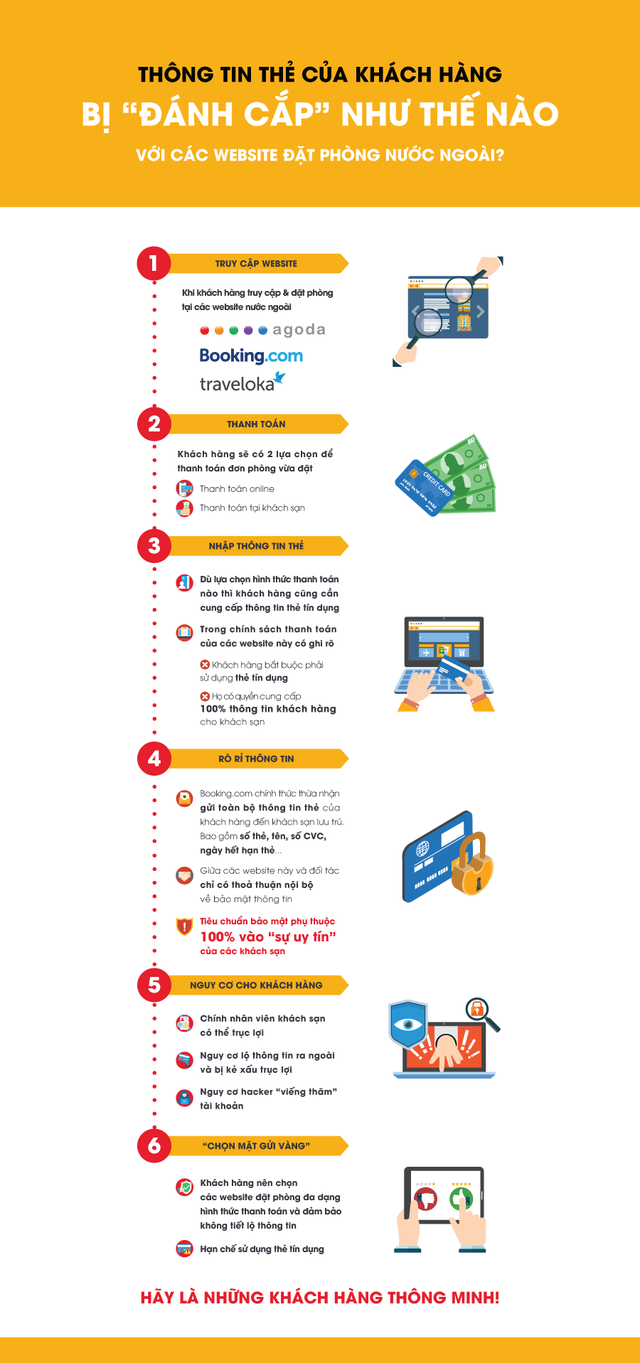 THÔNG TIN THẺ CỦA KHÁCH HÀNG
BỊ “ĐÁNH CẮP” NHƯ THẾ NÀO
VỚI CÁC WEBSITE ĐẶT PHÒNG NƯỚC NGOÀI?
1
TRUY CẬP WEBSITE
Khi khách hàng truy cập & đặt phòng
tại các website nước ngoài
agoda
Booking.com
traveloka
2
THANH TOÁN
Khách hàng sẽ có 2 lựa chọn để
thanh toán đơn phòng vừa đặt
Thanh toán online
Thanh toán tại khách sạn
CREDIT CARD
3
NHẬP THÔNG TIN THẺ
Dù lựa chọn hình thức thanh toán
nào thì khách hàng cũng cần
cung cấp thông tin thẻ tín dụng
Trong chính sách thanh toán
của các website này có ghi rõ
Khách hàng bắt buộc phải
sử dụng thẻ tín dụng
Họ có quyền cung cấp
100% thông tin khách hàng
cho khách sạn
4
RÒ RỈ THÔNG TIN
Booking.com chính thức thừa nhận
gửi toàn bộ thông tin thẻ của
khách hàng đến khách sạn lưu trú.
Bao gồm số thẻ, tên, số CVC,
ngày hết hạn thẻ...
Giữa các website này và đối tác
chỉ có thoả thuận nội bộ
về bảo mật thông tin
Tiêu chuẩn bảo mật phụ thuộc
100% vào “sự uy tín”
của các khách sạn
5
NGUY CƠ CHO KHÁCH HÀNG
Chính nhân viên khách sạn
có thể trục lợi
Nguy cơ lộ thông tin ra ngoài
và bị kẻ xấu trục lợi
Nguy cơ hacker “viếng thăm”
tài khoản
6
“CHỌN MẶT GỬI VÀNG”
Khách hàng nên chọn
các website đặt phòng đa dạng
hình thức thanh toán và đảm bảo
không tiết lộ thông tin
Hạn chế sử dụng thẻ tín dụng
HÃY LÀ NHỮNG KHÁCH HÀNG THÔNG MINH!